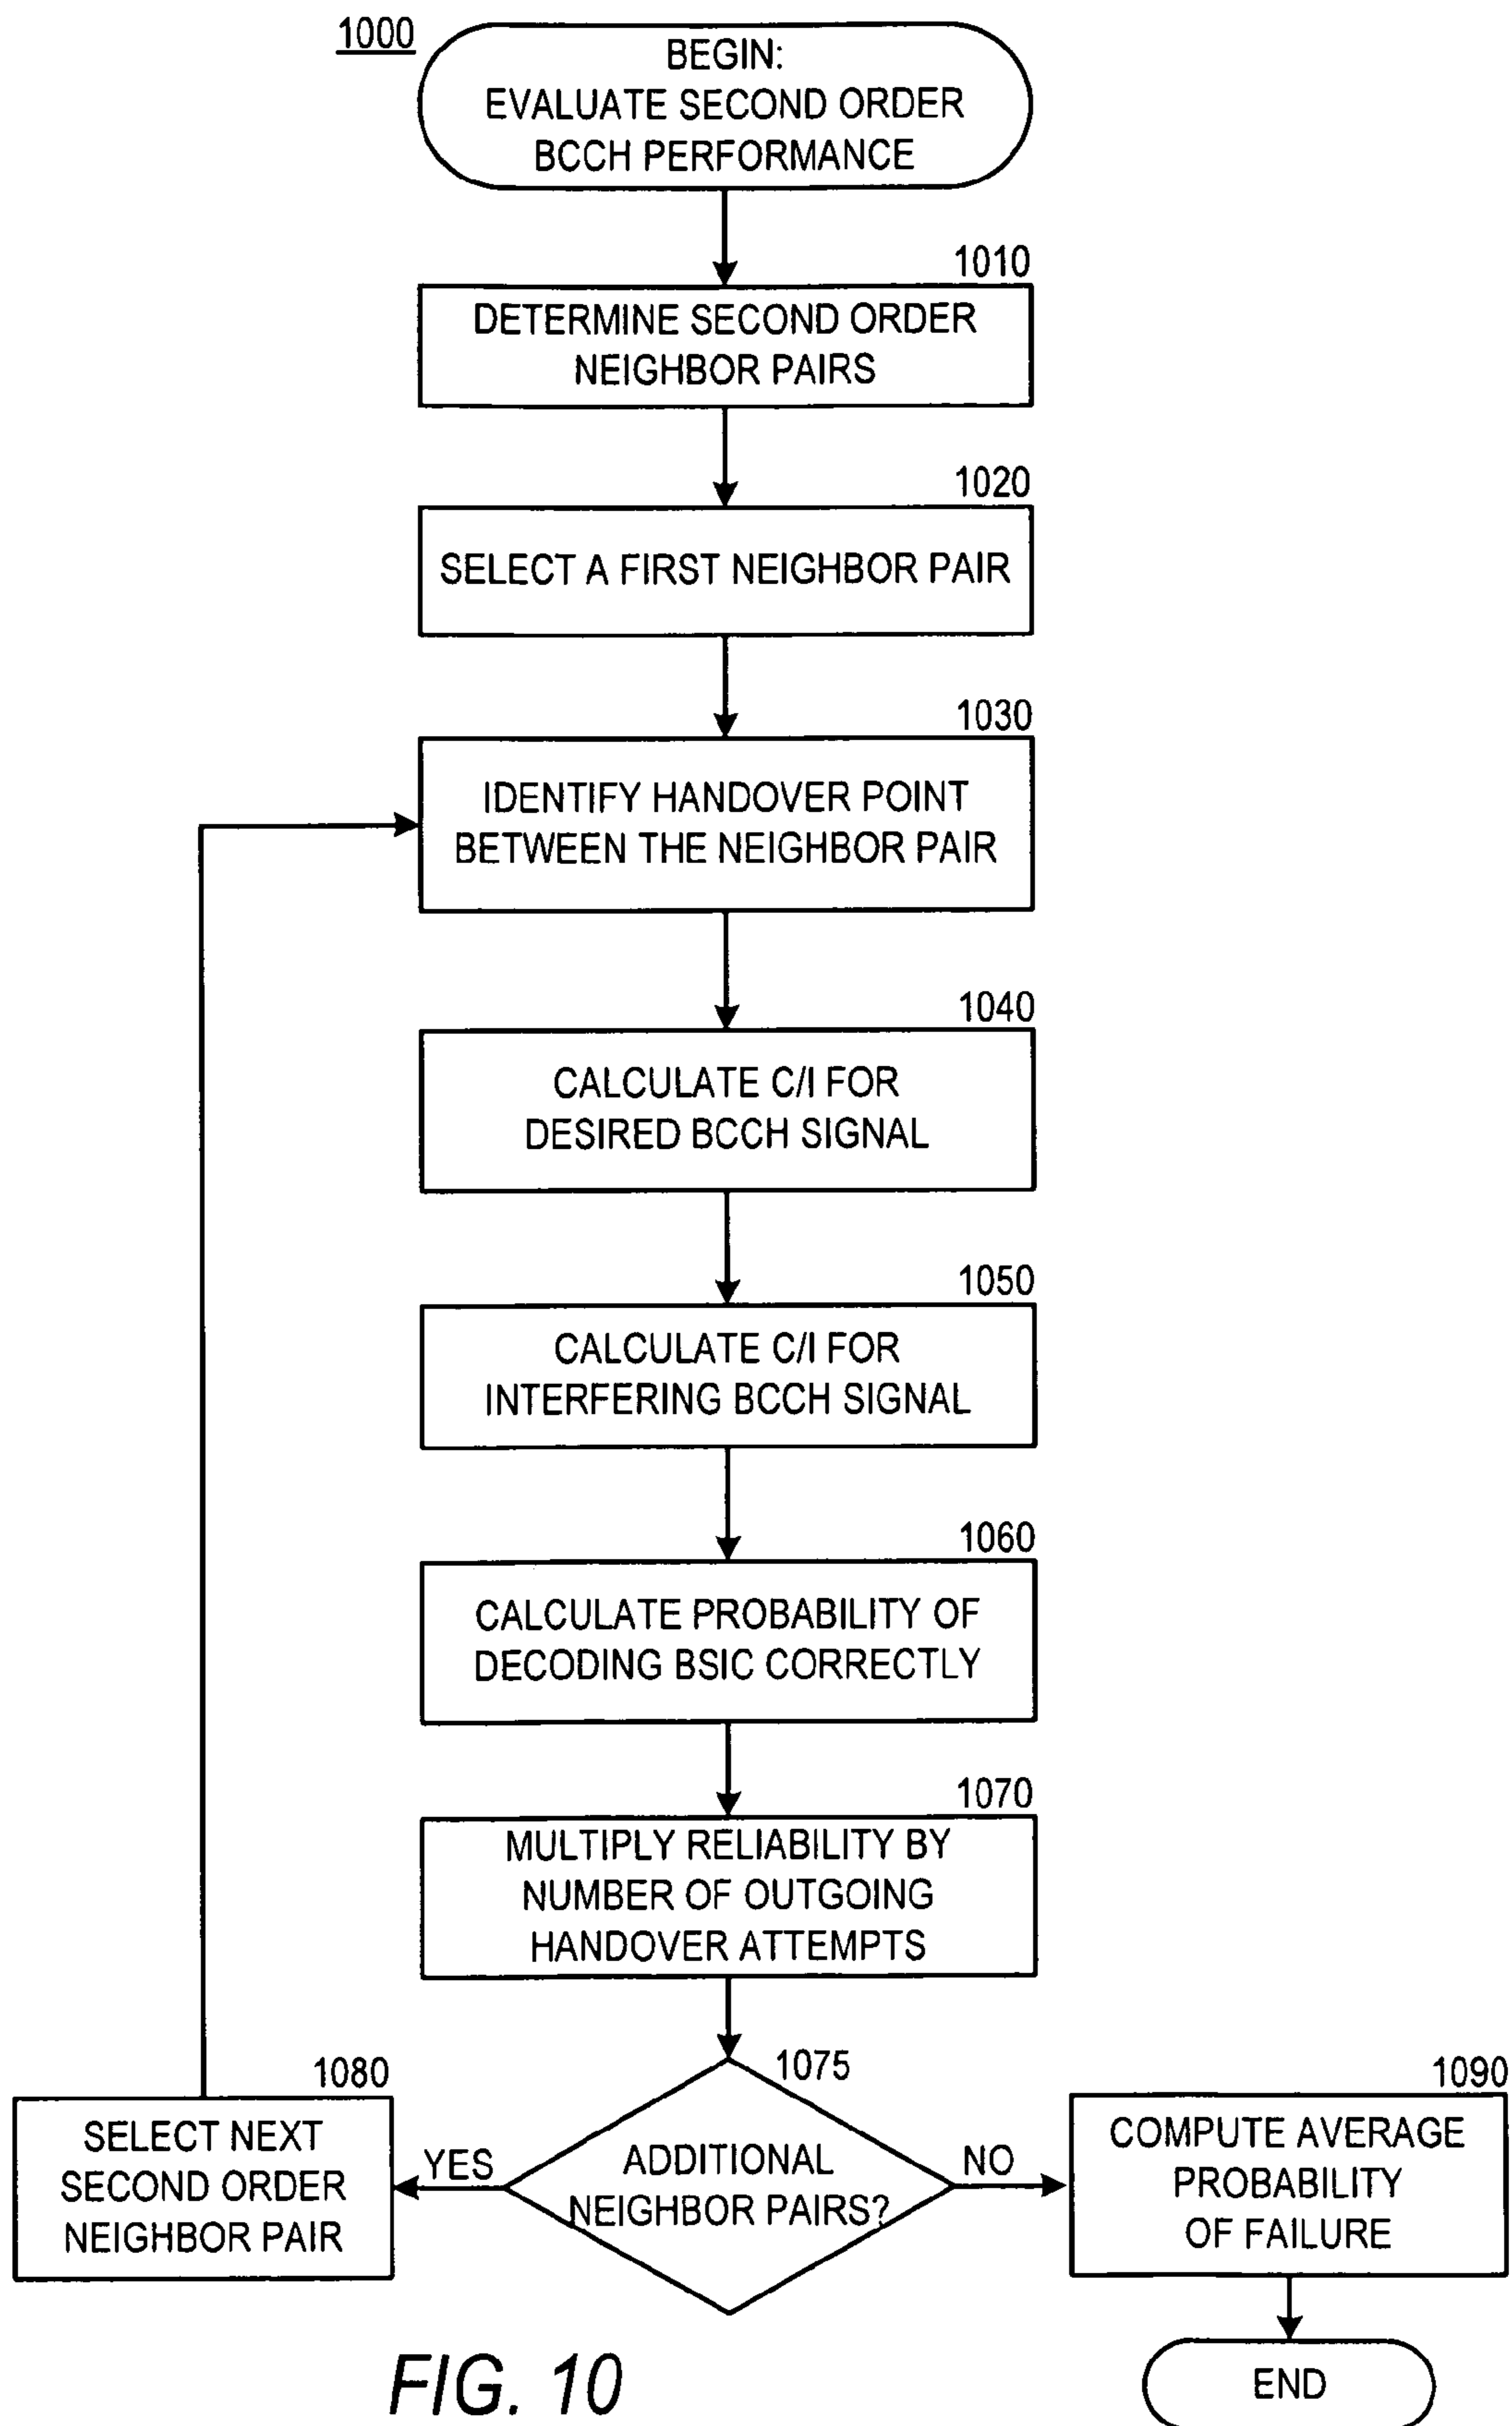 1000
BEGIN:
EVALUATE SECOND ORDER
BCCH PERFORMANCE
1010
DETERMINE SECOND ORDER
NEIGHBOR PAIRS
1020
SELECT A FIRST NEIGHBOR PAIR
1030
IDENTIFY HANDOVER POINT
BETWEEN THE NEIGHBOR PAIR
1040
CALCULATE C/I FOR
DESIRED BCCH SIGNAL
1050
CALCULATE C/I FOR
INTERFERING BCCH SIGNAL
1060
CALCULATE PROBABILITY OF
DECODING BSIC CORRECTLY
1070
MULTIPLY RELIABILITY BY
NUMBER OF OUTGOING
HANDOVER ATTEMPTS
1075
ADDITIONAL
NEIGHBOR PAIRS?
YES
1080
SELECT NEXT
SECOND ORDER
NEIGHBOR PAIR
NO
1090
COMPUTE AVERAGE
PROBABILITY
OF FAILURE
END
FIG. 10